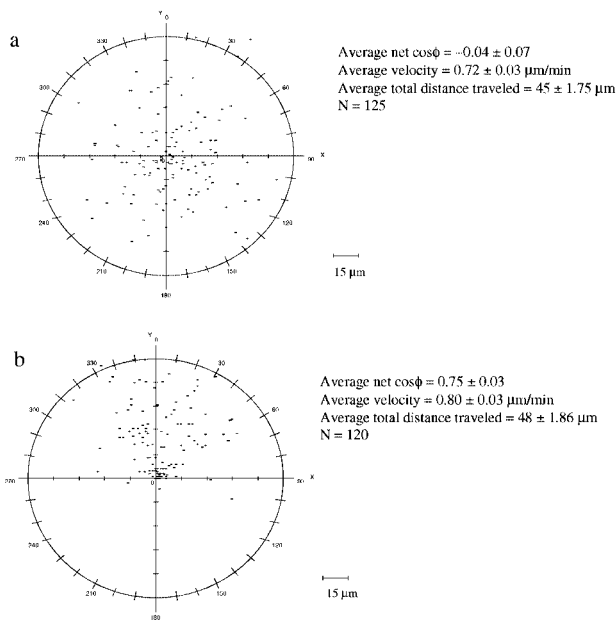 a
Y
0
30
60
90
X
120
150
180
210
240
270
300
330
Average net cosϕ = -0.04 ± 0.07
Average velocity = 0.72 ± 0.03 µm/min
Average total distance traveled = 45 ± 1.75 µm
N = 125
15 µm
b
Y
0
30
60
90
X
120
150
180
210
240
270
300
330
0
Average net cosϕ = 0.75 ± 0.03
Average velocity = 0.80 ± 0.03 µm/min
Average total distance traveled = 48 ± 1.86 µm
N = 120
15 µm